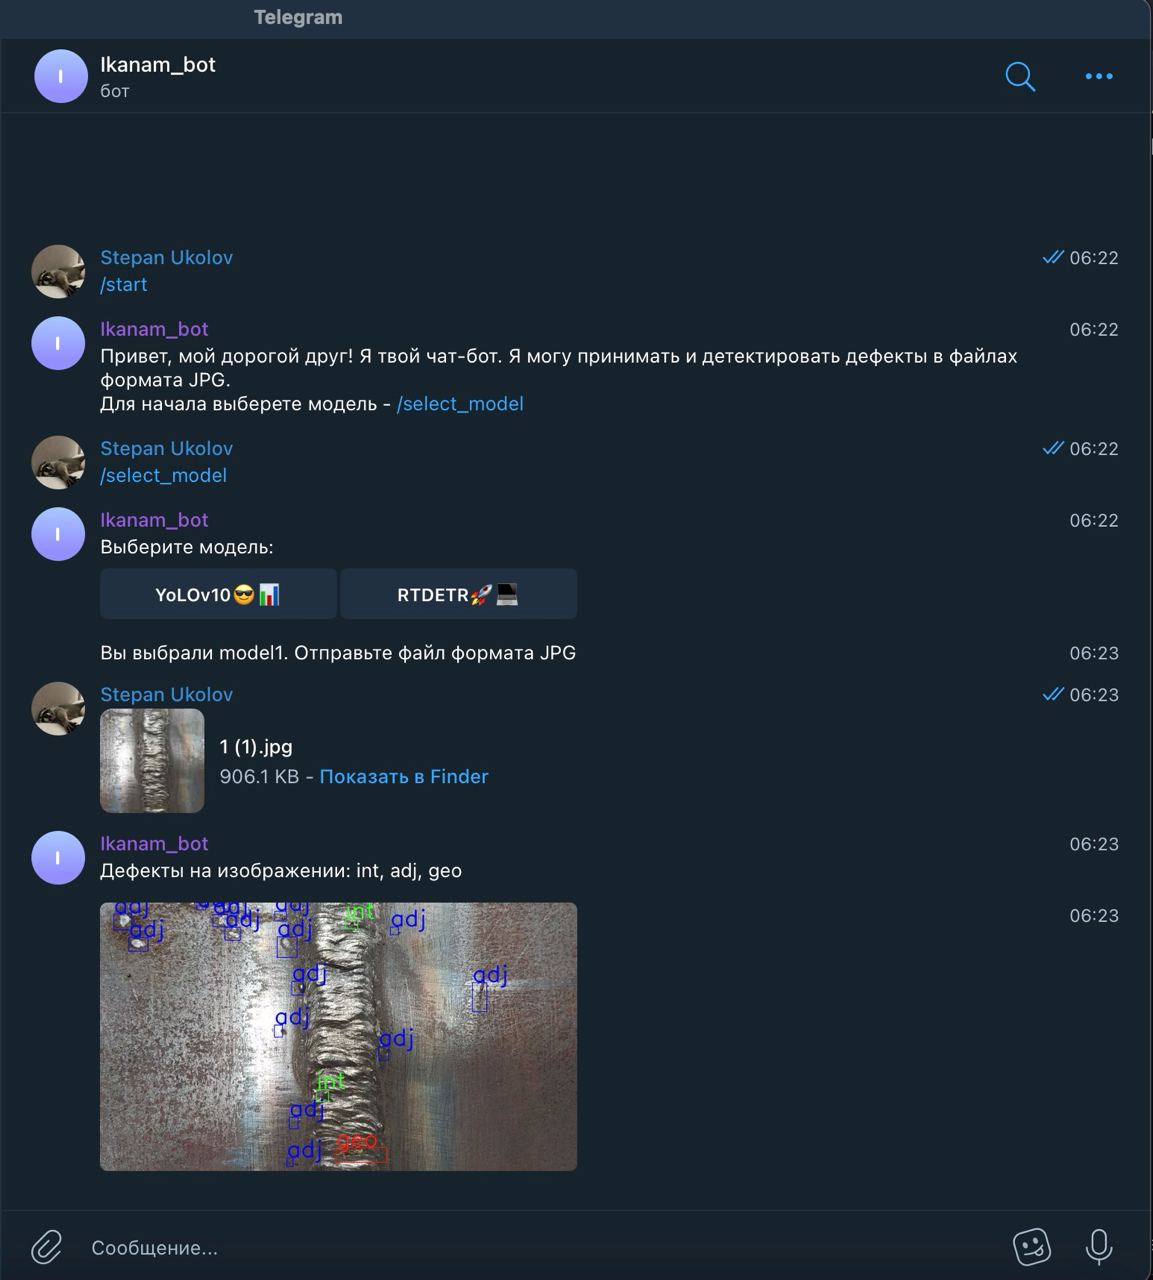 Telegram
Ikanam_bot
бот
Stepan Ukolov
06:22
/start
Ikanam_bot
06:22
Привет, мой дорогой друг! Я твой чат-бот. Я могу принимать и детектировать дефекты в файлах
формата JPG.
Для начала выберете модель - /select_model
Stepan Ukolov
06:22
/select_model
Ikanam_bot
06:22
Выберите модель:
YoLOv10😎📊
RTDETR🚀💻
Вы выбрали model1. Отправьте файл формата JPG
06:23
Stepan Ukolov
06:23
1 (1).jpg
906.1 KB - Показать в Finder
Ikanam_bot
06:23
Дефекты на изображении: int, adj, geo
06:23
adj
adj
adj
int
adj
adj
adj
adj
adj
adj
adj
adj
int
adj
geo
adj
Сообщение...